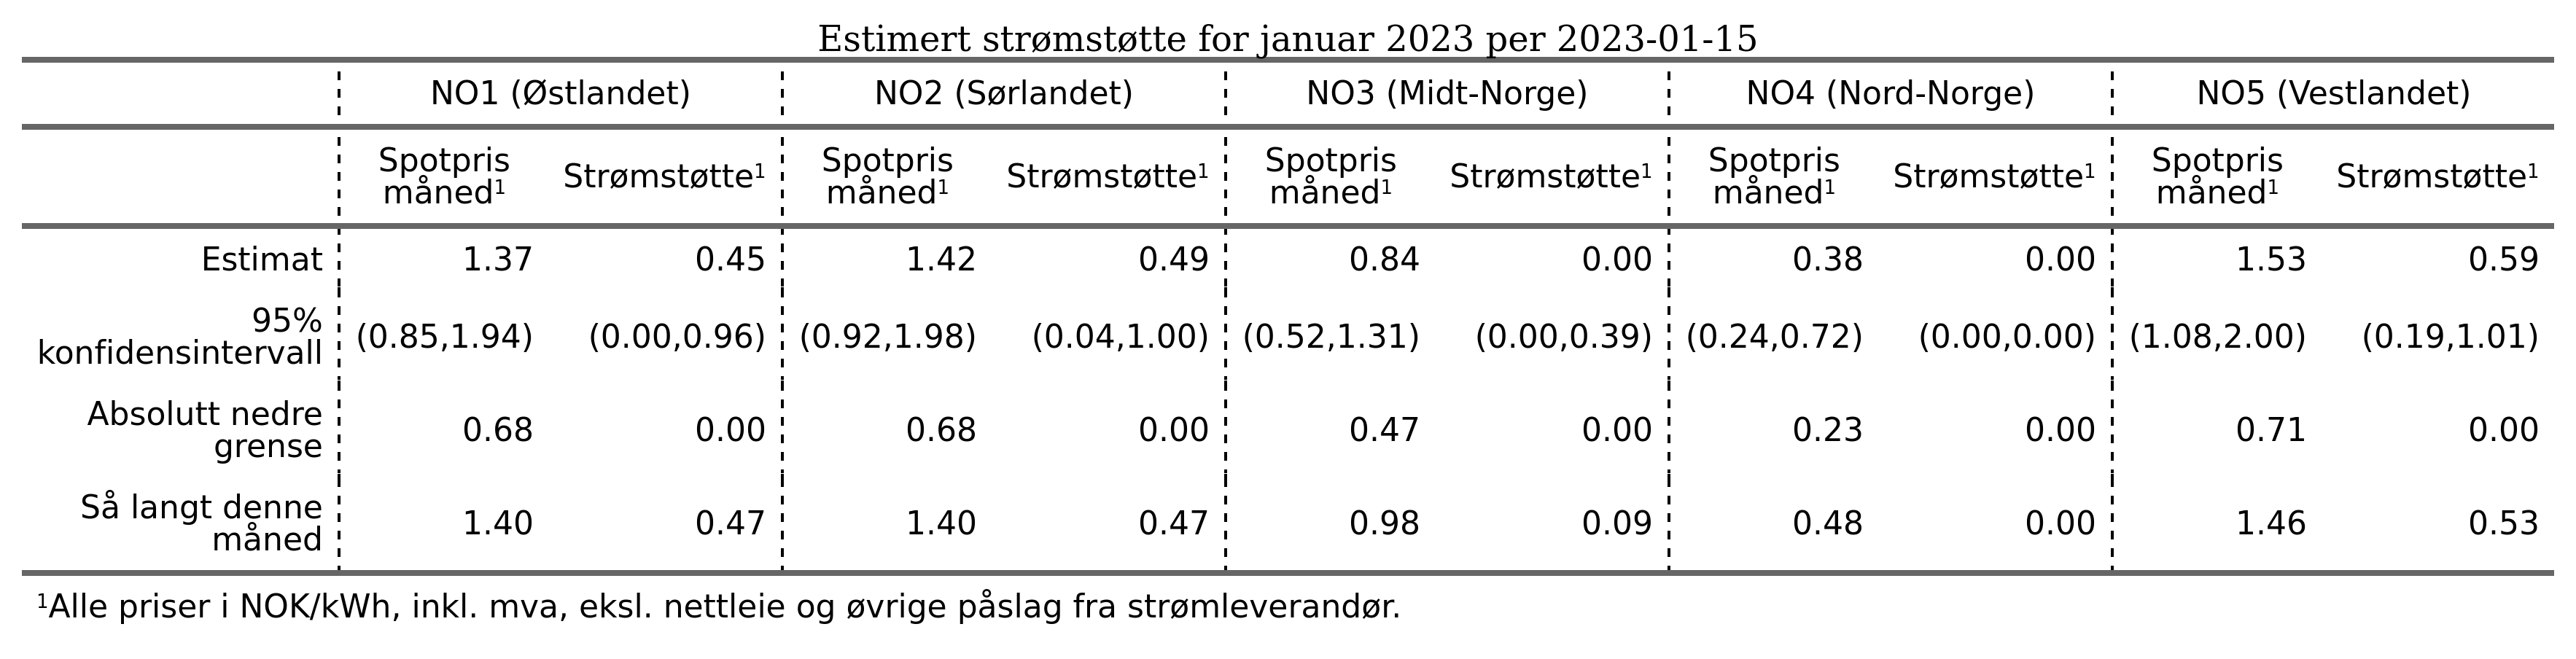 Estimert strømstøtte for januar 2023 per 2023-01-15
NO1 (Østlandet) NO2 (Sørlandet) NO3 (Midt-Norge) NO4 (Nord-Norge) NO5 (Vestlandet)
Spotpris Spotpris Spotpris Spotpris Spotpris
Strømstøtte¹ Strømstøtte¹ Strømstøtte¹ Strømstøtte¹ Strømstøtte¹
måned¹ måned¹ måned¹ måned¹ måned¹
Estimat 1.37 0.45 1.42 0.49 0.84 0.00 0.38 0.00 1.53 0.59
95%
konfidensintervall (0.85,1.94) (0.00,0.96) (0.92,1.98) (0.04,1.00) (0.52,1.31) (0.00,0.39) (0.24,0.72) (0.00,0.00) (1.08,2.00) (0.19,1.01)
Absolutt nedre
grense 0.68 0.00 0.68 0.00 0.47 0.00 0.23 0.00 0.71 0.00
Så langt denne
måned 1.40 0.47 1.40 0.47 0.98 0.09 0.48 0.00 1.46 0.53
¹Alle priser i NOK/kWh, inkl. mva, eksl. nettleie og øvrige påslag fra strømleverandør.